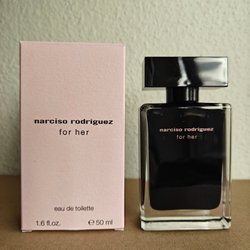 narciso rodriguez
for her
eau de toilette
1.6 fl.oz. ℮ 50 ml
narciso rodriguez
for her